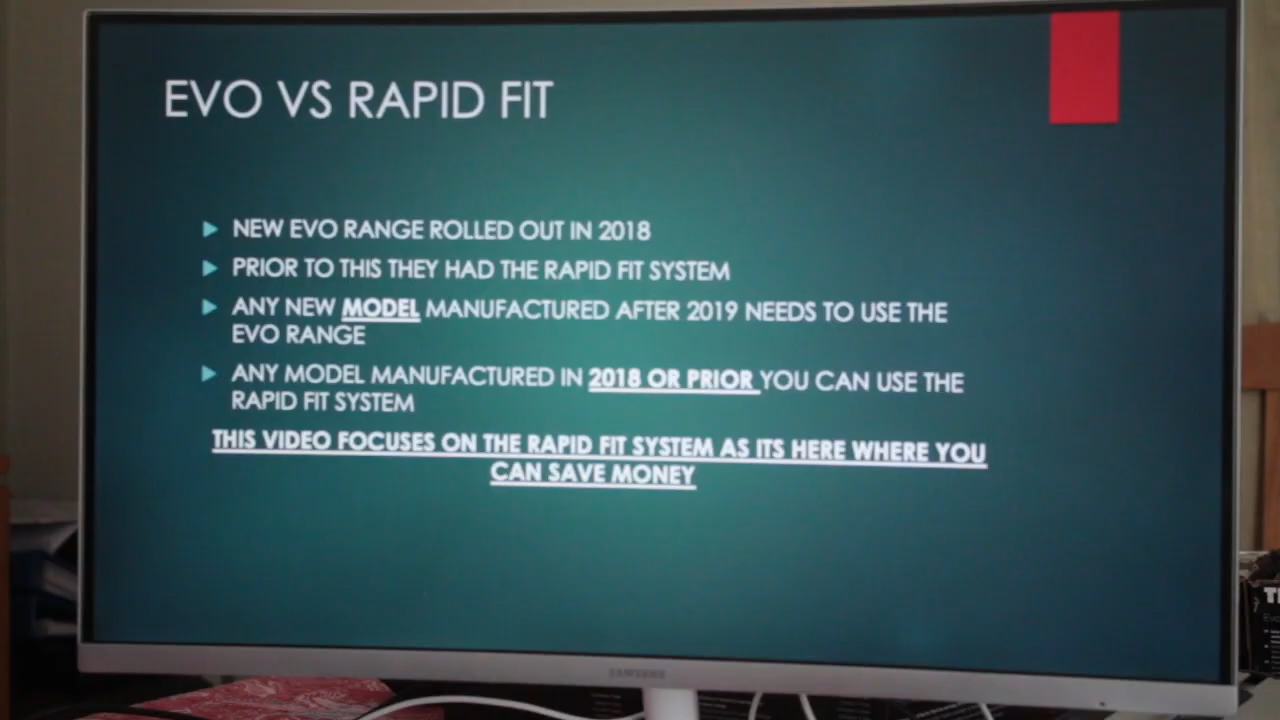 EVO VS RAPID FIT
NEW EVO RANGE ROLLED OUT IN 2018
PRIOR TO THIS THEY HAD THE RAPID FIT SYSTEM
ANY NEW MODEL MANUFACTURED AFTER 2019 NEEDS TO USE THE
EVO RANGE
ANY MODEL MANUFACTURED IN 2018 OR PRIOR YOU CAN USE THE
RAPID FIT SYSTEM
THIS VIDEO FOCUSES ON THE RAPID FIT SYSTEM AS ITS HERE WHERE YOU
CAN SAVE MONEY
SAMSUNG